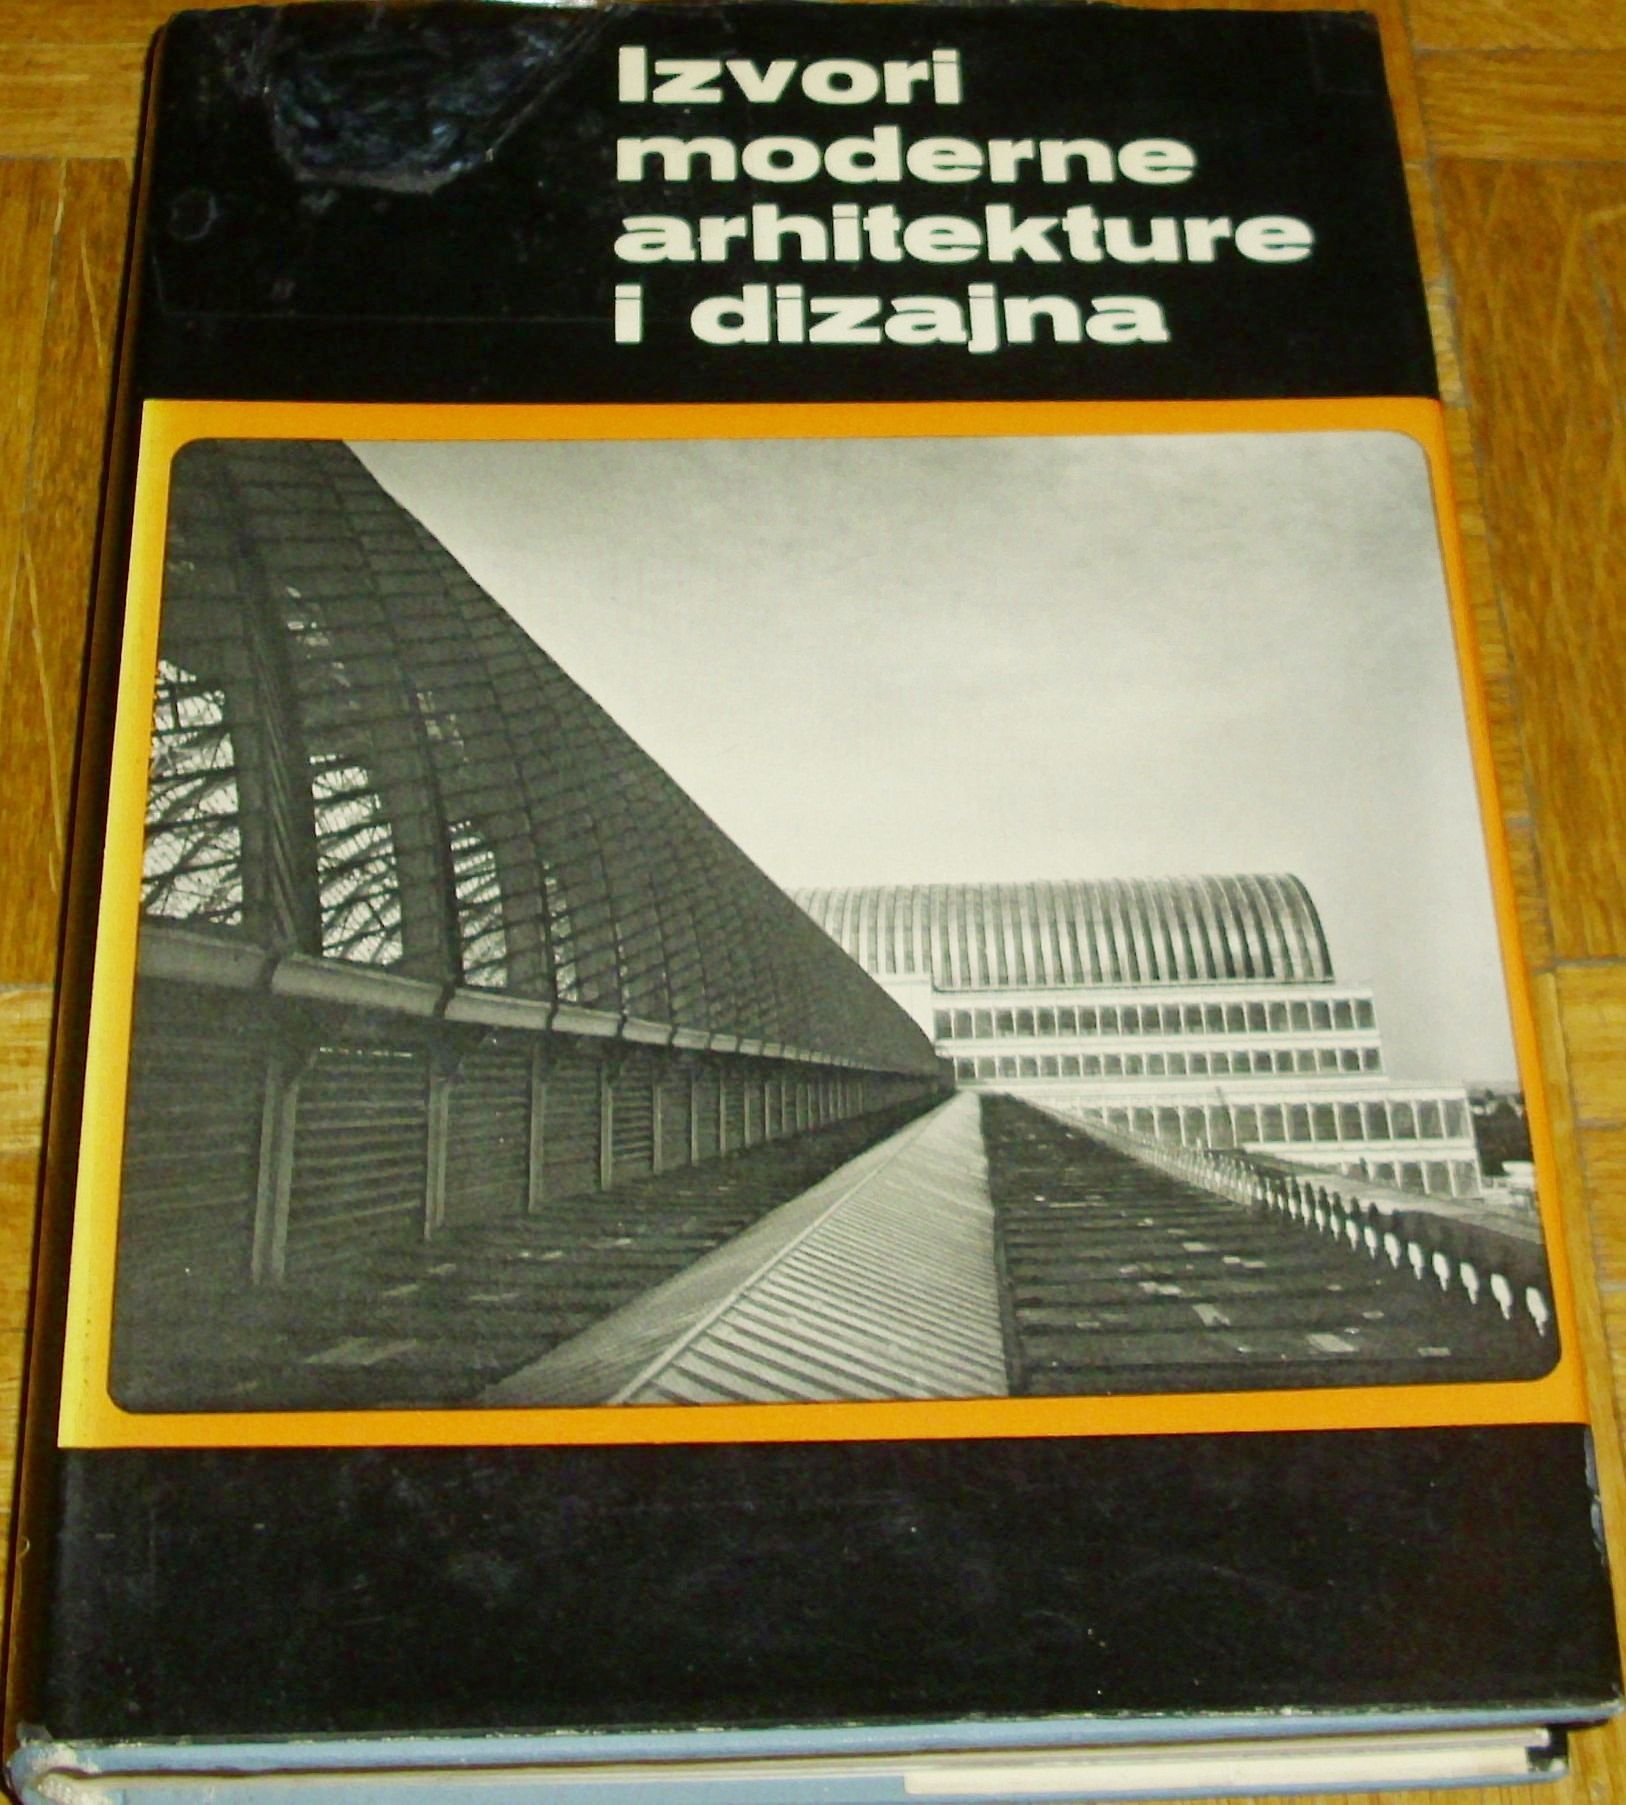 Izvori
moderne
arhitekture
i dizajna